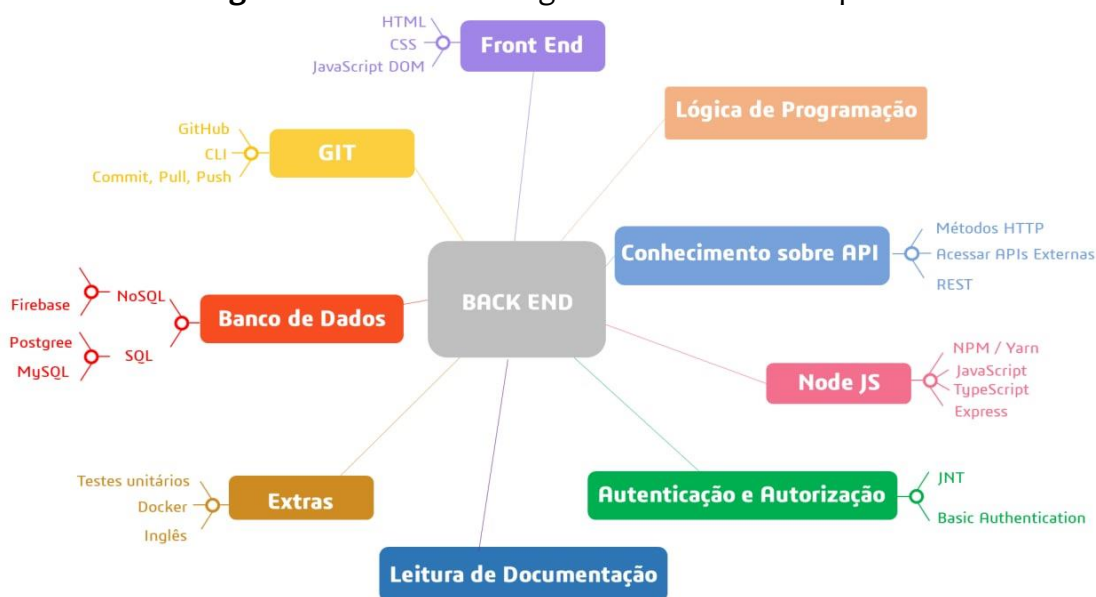 HTML
CSS
JavaScript DOM
Front End
Lógica de Programação
GitHub
CLI
Commit, Pull, Push
GIT
Conhecimento sobre API
Métodos HTTP
Acessar APIs Externas
REST
BACK END
Firebase
NoSQL
Postgree
MySQL
SQL
Banco de Dados
Node JS
NPM / Yarn
JavaScript
TypeScript
Express
Testes unitários
Docker
Inglês
Extras
Autenticação e Autorização
JNT
Basic Authentication
Leitura de Documentação